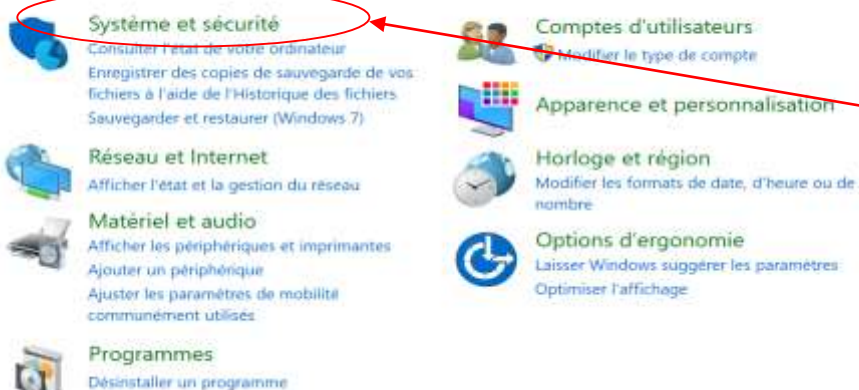 Système et sécurité
Consulter l'état de votre ordinateur
Enregistrer des copies de sauvegarde de vos
fichiers à l'aide de l'Historique des fichiers
Sauvegarder et restaurer (Windows 7)
Réseau et Internet
Afficher l'état et la gestion du réseau
Matériel et audio
Afficher les périphériques et imprimantes
Ajouter un périphérique
Ajuster les paramètres de mobilité
communément utilisés
Programmes
Désinstaller un programme
Comptes d'utilisateurs
Modifier le type de compte
Apparence et personnalisation
Horloge et région
Modifier les formats de date, d'heure ou de
nombre
Options d'ergonomie
Laisser Windows suggérer les paramètres
Optimiser l'affichage